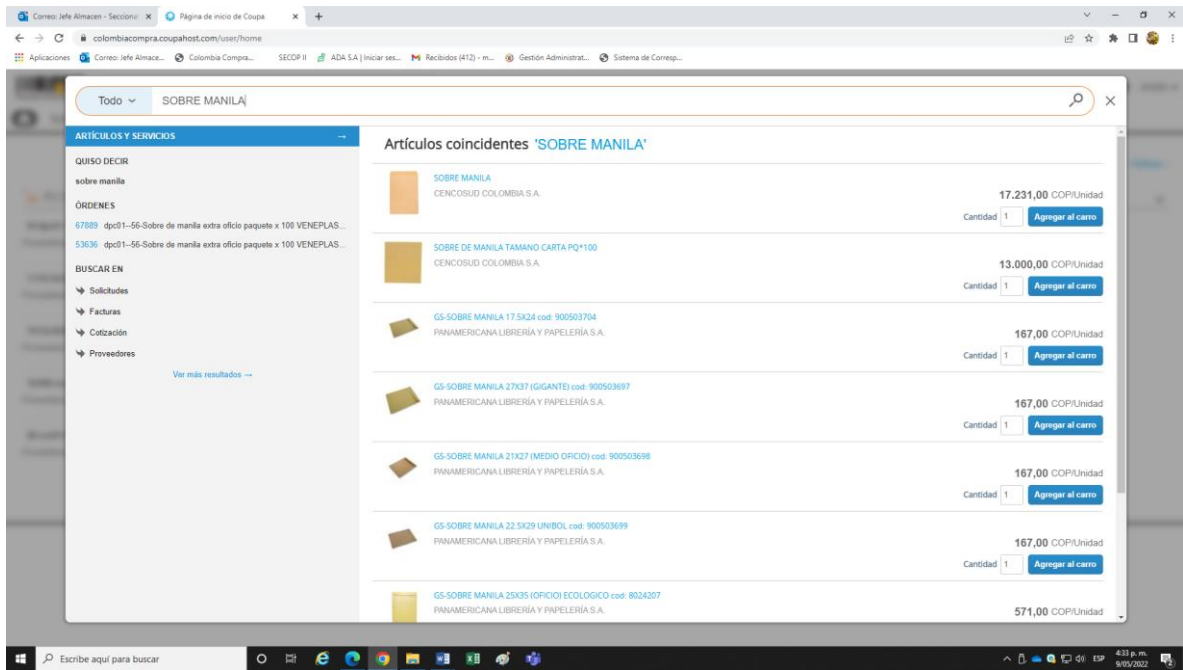 Correo: Jefe Almacen - Secciona
Página de inicio de Coupa
colombiacompra.coupahost.com/user/home
Aplicaciones
Correo: Jefe Almace...
Colombia Compra...
SECOP II
ADA S.A | Iniciar ses...
Recibidos (412) - m...
Gestión Administrat...
Sistema de Corresp...
Todo
SOBRE MANILA
ARTÍCULOS Y SERVICIOS →
QUISO DECIR
sobre manila
ÓRDENES
67889 dpc01--56-Sobre de manila extra oficio paquete x 100 VENEPLAS...
53636 dpc01--56-Sobre de manila extra oficio paquete x 100 VENEPLAS...
BUSCAR EN
Solicitudes
Facturas
Cotización
Proveedores
Ver más resultados →
Artículos coincidentes 'SOBRE MANILA'
SOBRE MANILA
CENCOSUD COLOMBIA S.A.
17.231,00 COP/Unidad
Cantidad 1 Agregar al carro
SOBRE DE MANILA TAMANO CARTA PQ*100
CENCOSUD COLOMBIA S.A.
13.000,00 COP/Unidad
Cantidad 1 Agregar al carro
GS-SOBRE MANILA 17.5X24 cod: 900503704
PANAMERICANA LIBRERÍA Y PAPELERÍA S.A.
167,00 COP/Unidad
Cantidad 1 Agregar al carro
GS-SOBRE MANILA 27X37 (GIGANTE) cod: 900503697
PANAMERICANA LIBRERÍA Y PAPELERÍA S.A.
167,00 COP/Unidad
Cantidad 1 Agregar al carro
GS-SOBRE MANILA 21X27 (MEDIO OFICIO) cod: 900503698
PANAMERICANA LIBRERÍA Y PAPELERÍA S.A.
167,00 COP/Unidad
Cantidad 1 Agregar al carro
GS-SOBRE MANILA 22.5X29 UNIBOL cod: 900503699
PANAMERICANA LIBRERÍA Y PAPELERÍA S.A.
167,00 COP/Unidad
Cantidad 1 Agregar al carro
GS-SOBRE MANILA 25X35 (OFICIO) ECOLOGICO cod: 8024207
PANAMERICANA LIBRERÍA Y PAPELERÍA S.A.
571,00 COP/Unidad
Escribe aquí para buscar
ESP
4:33 p. m.
9/05/2022